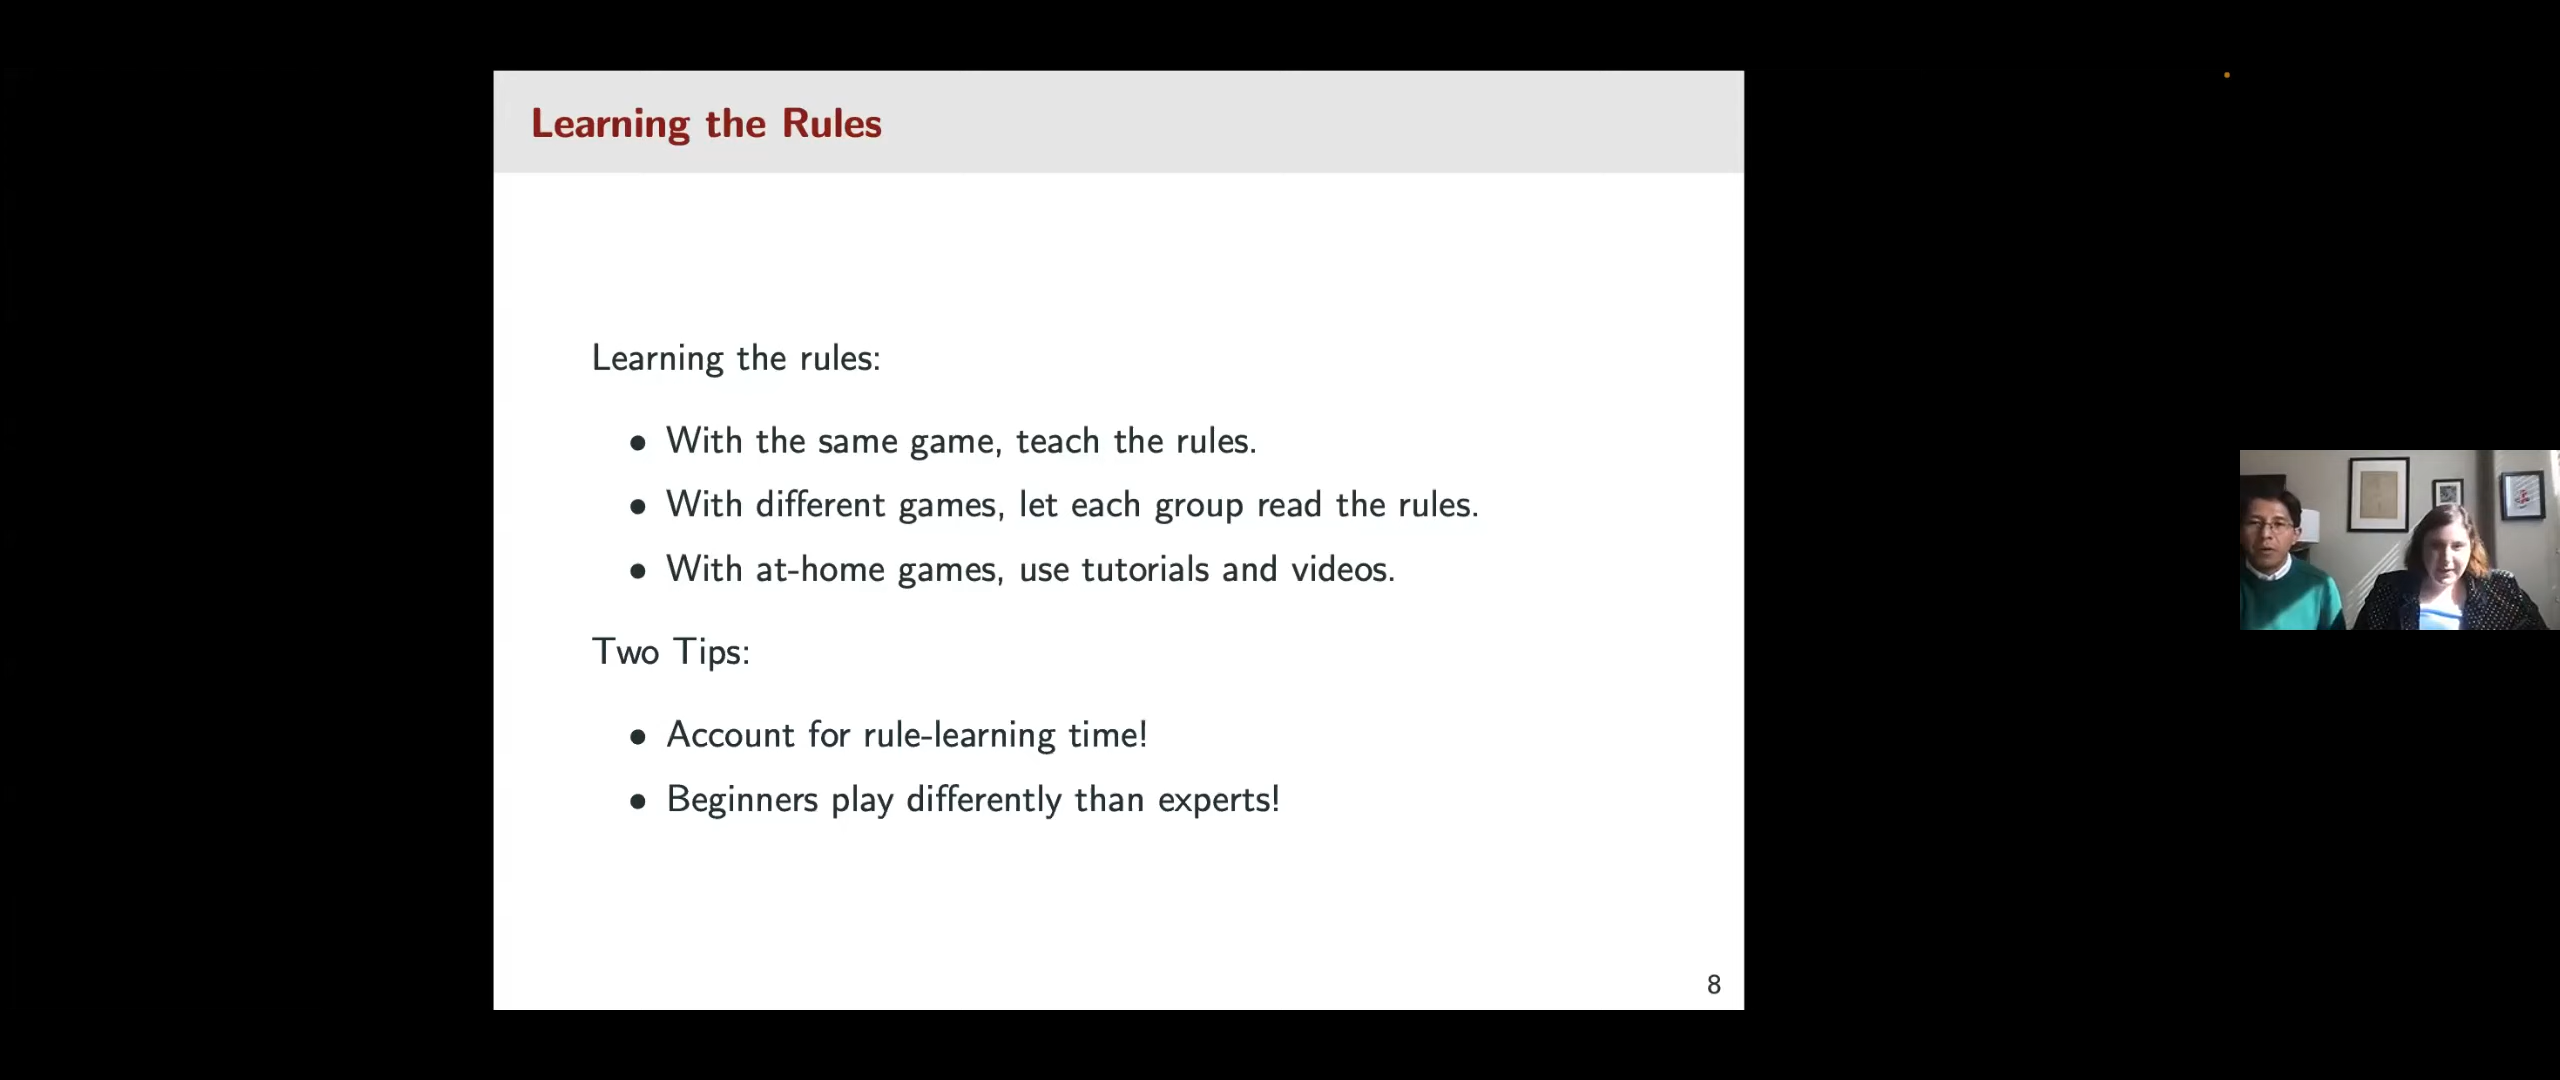 Learning the Rules
Learning the rules:
• With the same game, teach the rules.
• With different games, let each group read the rules.
• With at-home games, use tutorials and videos.
Two Tips:
• Account for rule-learning time!
• Beginners play differently than experts!
8